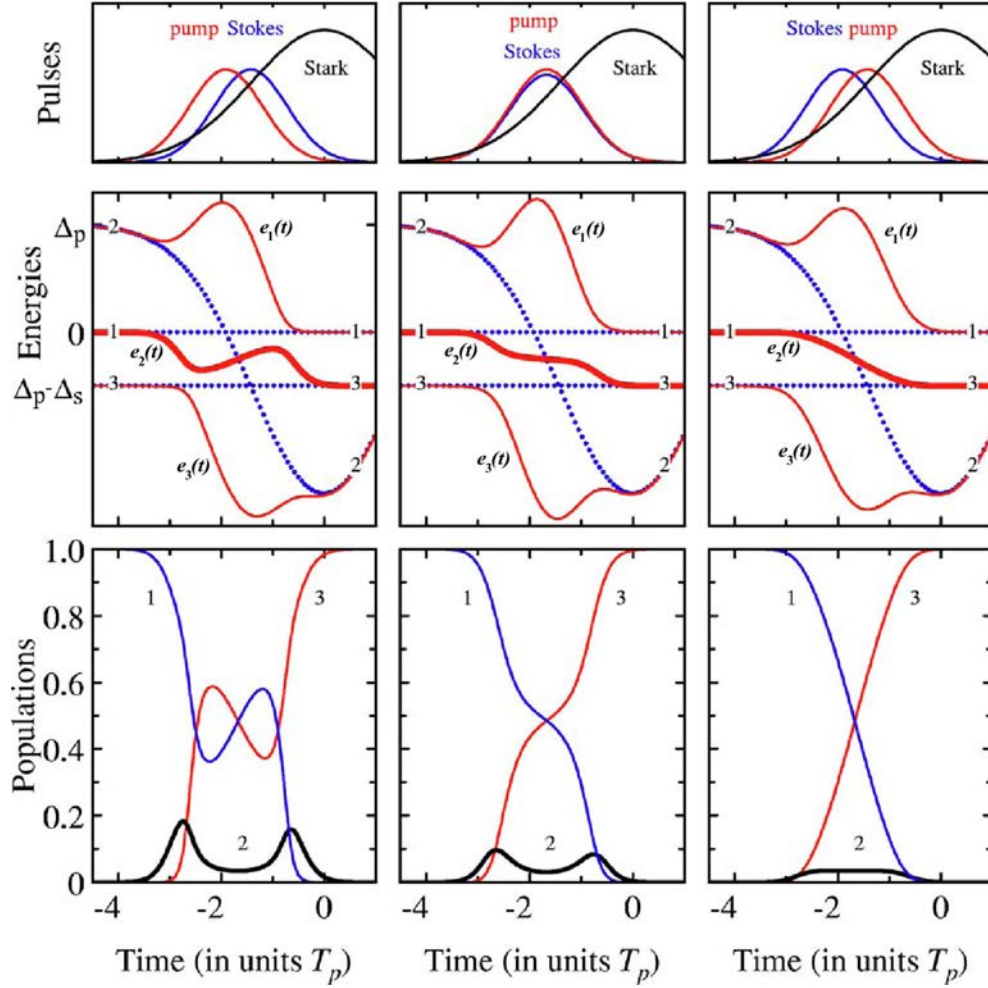 Pulses
pump Stokes
Stark
pump
Stokes
Stark
Stokes pump
Stark
Energies
Δp
0
Δp-Δs
2
1
3
e1(t)
e2(t)
e3(t)
1
3
2
2
1
3
e1(t)
e2(t)
e3(t)
1
3
2
2
1
3
e1(t)
e2(t)
e3(t)
1
3
2
Populations
1.0
0.8
0.6
0.4
0.2
0
1
3
2
1
3
2
1
3
2
-4 -2 0
-4 -2 0
-4 -2 0
Time (in units Tp)
Time (in units Tp)
Time (in units Tp)